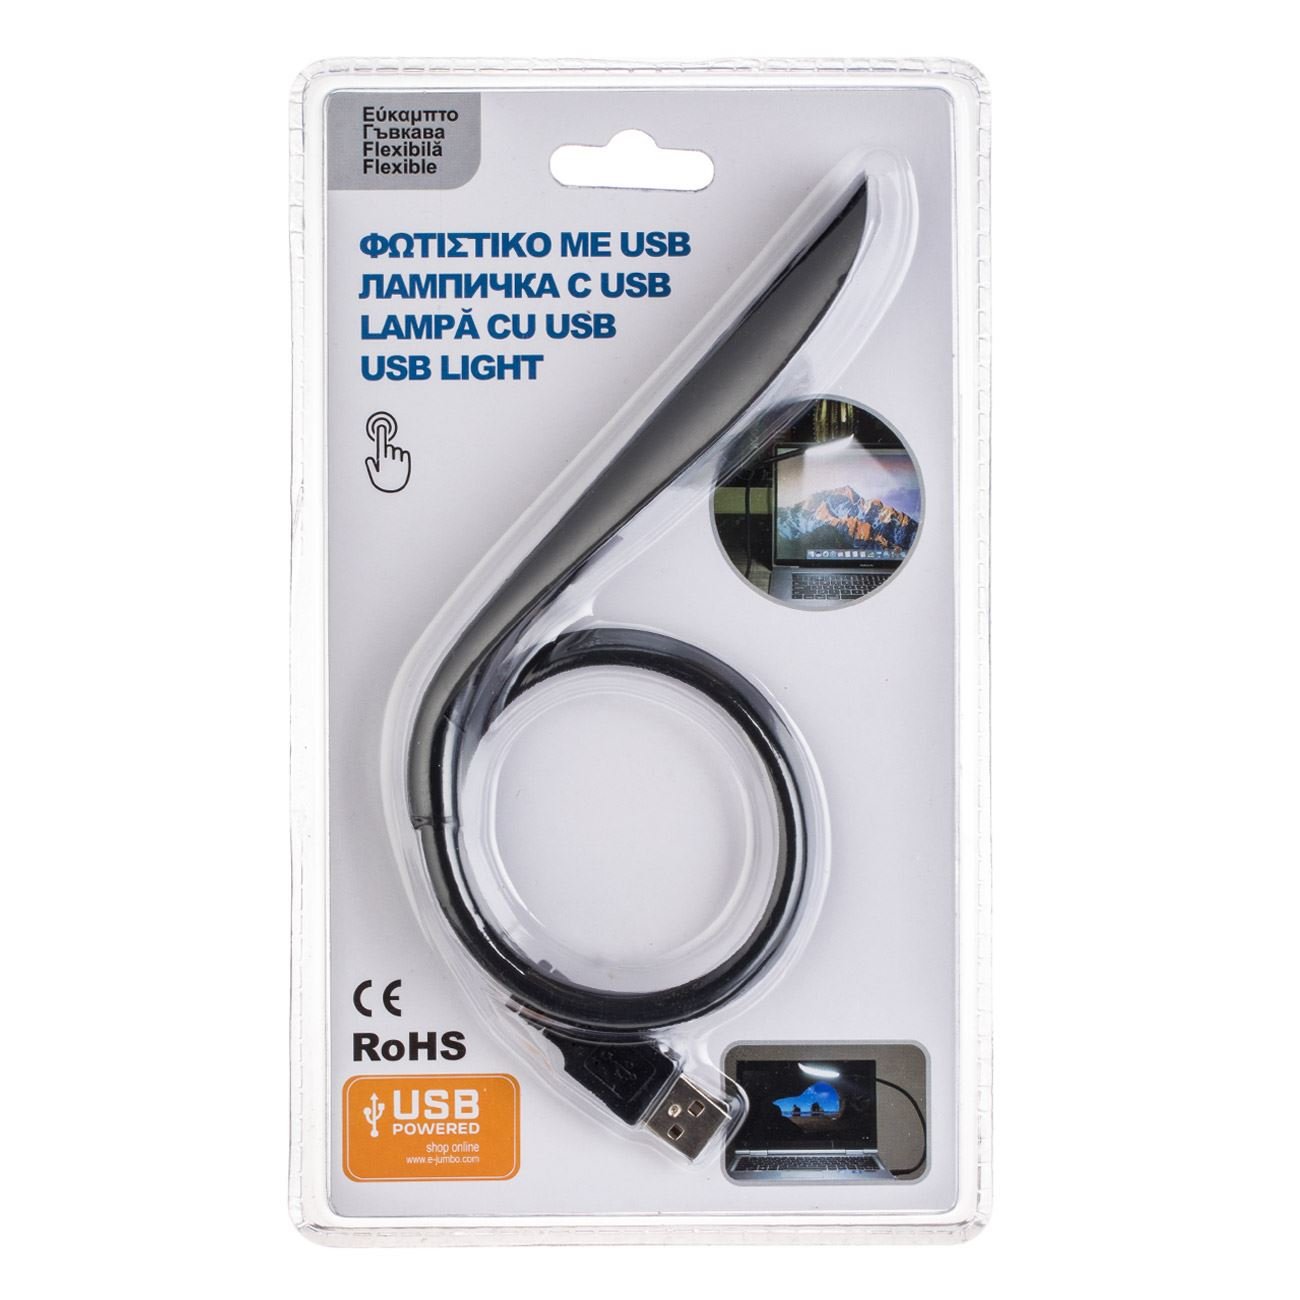 Εύκαμπτο
Гъвкава
Flexibilă
Flexible
ΦΩΤΙΣΤΙΚΟ ΜΕ USB
ЛАМПИЧКА С USB
LAMPĂ CU USB
USB LIGHT
CE
RoHS
USB
POWERED
shop online
www.e-jumbo.com